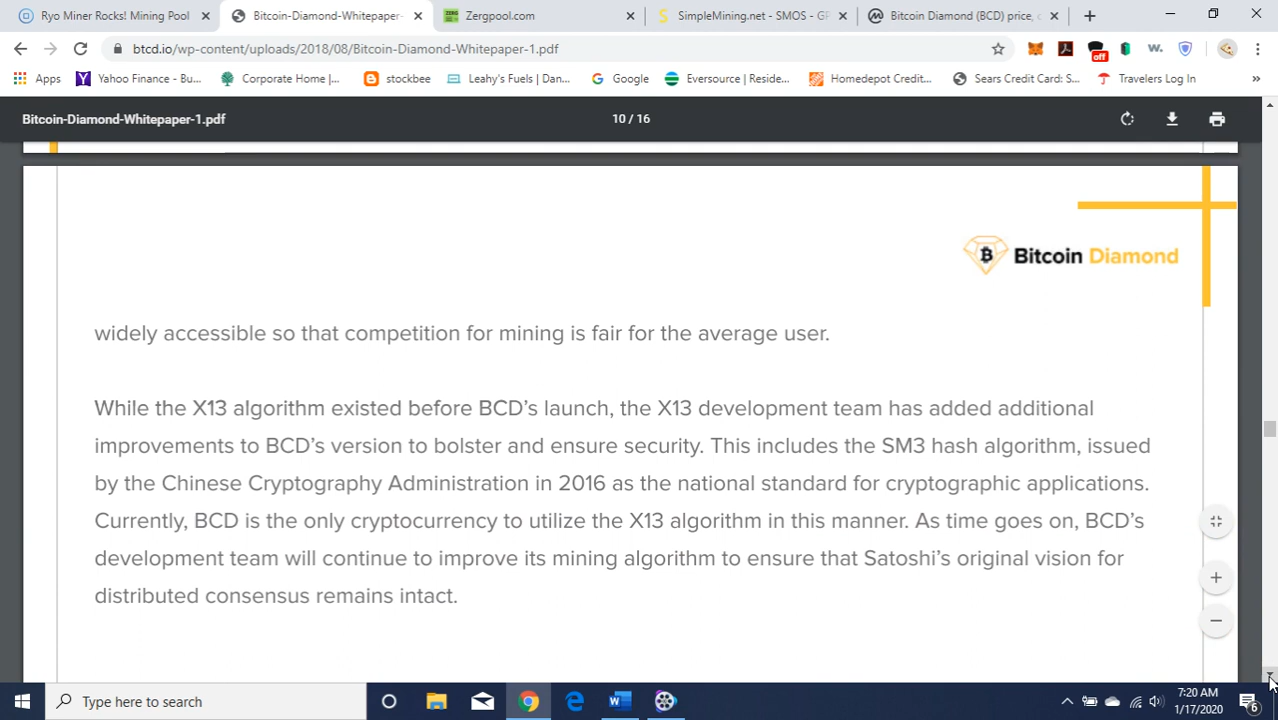 Ryo Miner Rocks! Mining Pool
Bitcoin-Diamond-Whitepaper-
Zergpool.com
SimpleMining.net - SMOS - GP
Bitcoin Diamond (BCD) price, c
btcd.io/wp-content/uploads/2018/08/Bitcoin-Diamond-Whitepaper-1.pdf
off
w.
Apps
Yahoo Finance - Bu...
Corporate Home |...
stockbee
Leahy's Fuels | Dan...
Google
Eversource | Reside...
Homedepot Credit...
Sears Credit Card: S...
Travelers Log In
»
Bitcoin-Diamond-Whitepaper-1.pdf
10 / 16
Bitcoin Diamond
widely accessible so that competition for mining is fair for the average user.
While the X13 algorithm existed before BCD's launch, the X13 development team has added additional
improvements to BCD's version to bolster and ensure security. This includes the SM3 hash algorithm, issued
by the Chinese Cryptography Administration in 2016 as the national standard for cryptographic applications.
Currently, BCD is the only cryptocurrency to utilize the X13 algorithm in this manner. As time goes on, BCD's
development team will continue to improve its mining algorithm to ensure that Satoshi's original vision for
distributed consensus remains intact.
Type here to search
7:20 AM
1/17/2020
6